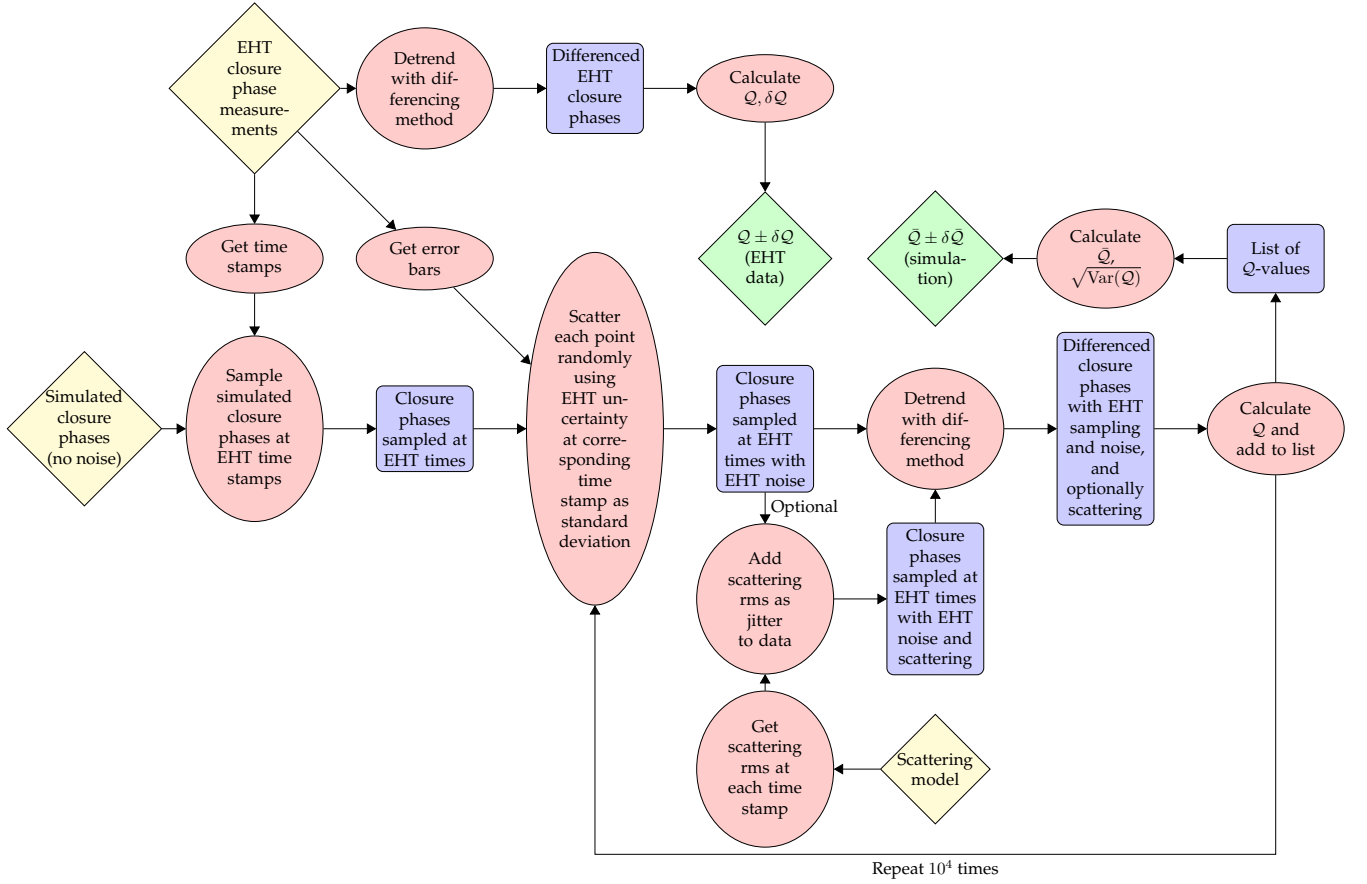 EHT
closure
phase
measure-
ments
Detrend
with dif-
ferencing
method
Differenced
EHT
closure
phases
Calculate
𝒬, δ𝒬
Get time
stamps
Get error
bars
𝒬 ± δ𝒬
(EHT
data)
𝒬̄ ± δ𝒬̄
(simula-
tion)
Calculate
𝒬̄,
√Var(𝒬)
List of
𝒬-values
Simulated
closure
phases
(no noise)
Sample
simulated
closure
phases at
EHT time
stamps
Closure
phases
sampled at
EHT times
Scatter
each point
randomly
using
EHT un-
certainty
at corre-
sponding
time
stamp as
standard
deviation
Closure
phases
sampled
at EHT
times with
EHT noise
Detrend
with dif-
ferencing
method
Differenced
closure
phases
with EHT
sampling
and noise,
and
optionally
scattering
Calculate
𝒬 and
add to list
Optional
Add
scattering
rms as
jitter
to data
Closure
phases
sampled at
EHT times
with EHT
noise and
scattering
Get
scattering
rms at
each time
stamp
Scattering
model
Repeat 10⁴ times